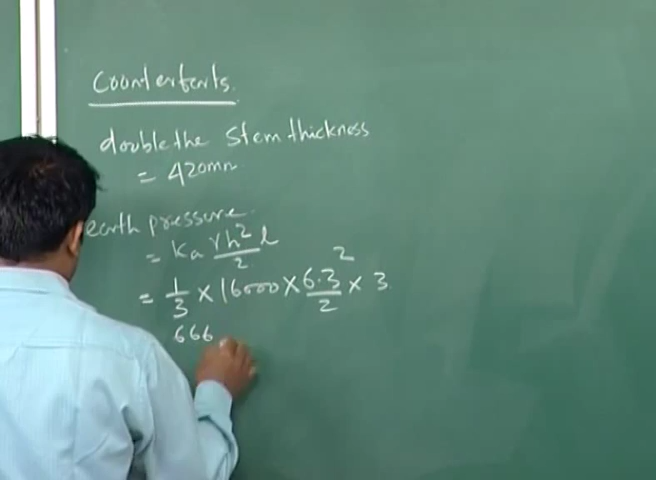 Counterforts.
double the stem thickness
= 420mm
earth pressure
= Ka γh²/2 l
= 1/3 × 16000 × 6.3²/2 × 3
666